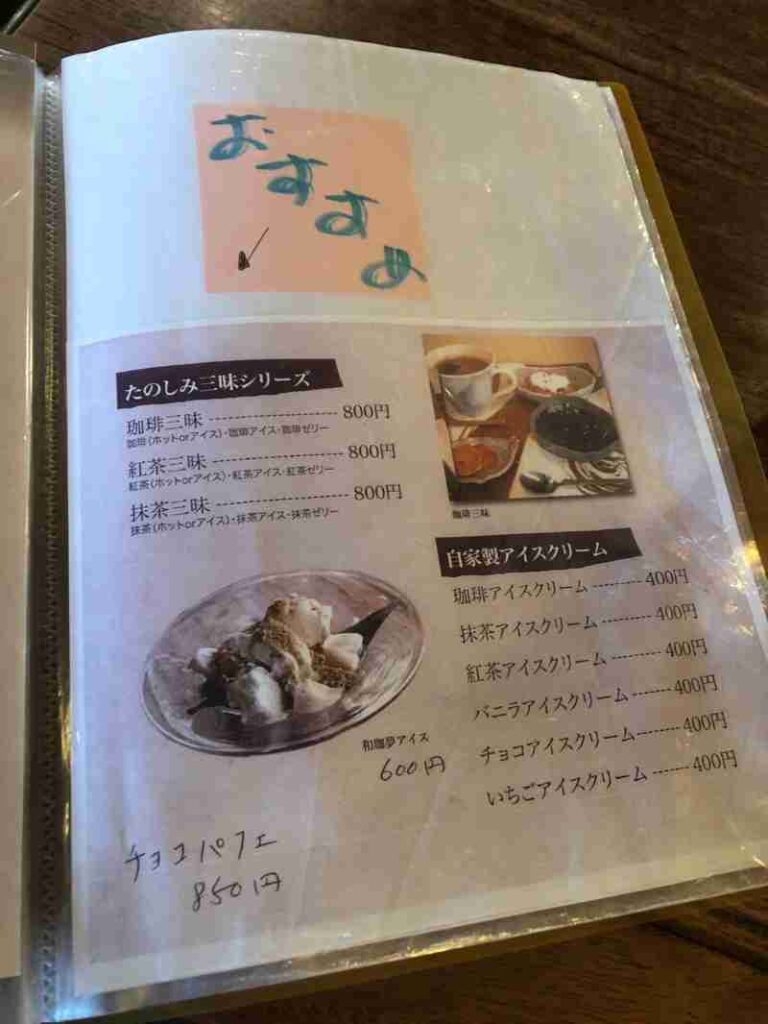 おすすめ
たのしみ三昧シリーズ
珈琲三昧 ------------------- 800円
珈琲(ホットorアイス)・珈琲アイス・珈琲ゼリー
紅茶三昧 ------------------- 800円
紅茶(ホットorアイス)・紅茶アイス・紅茶ゼリー
抹茶三昧 ------------------- 800円
抹茶(ホットorアイス)・抹茶アイス・抹茶ゼリー
珈琲三昧
自家製アイスクリーム
珈琲アイスクリーム --------- 400円
抹茶アイスクリーム --------- 400円
紅茶アイスクリーム --------- 400円
バニラアイスクリーム ------- 400円
チョコアイスクリーム ------- 400円
いちごアイスクリーム ------ 400円
和珈夢アイス
600円
チョコパフェ
850円